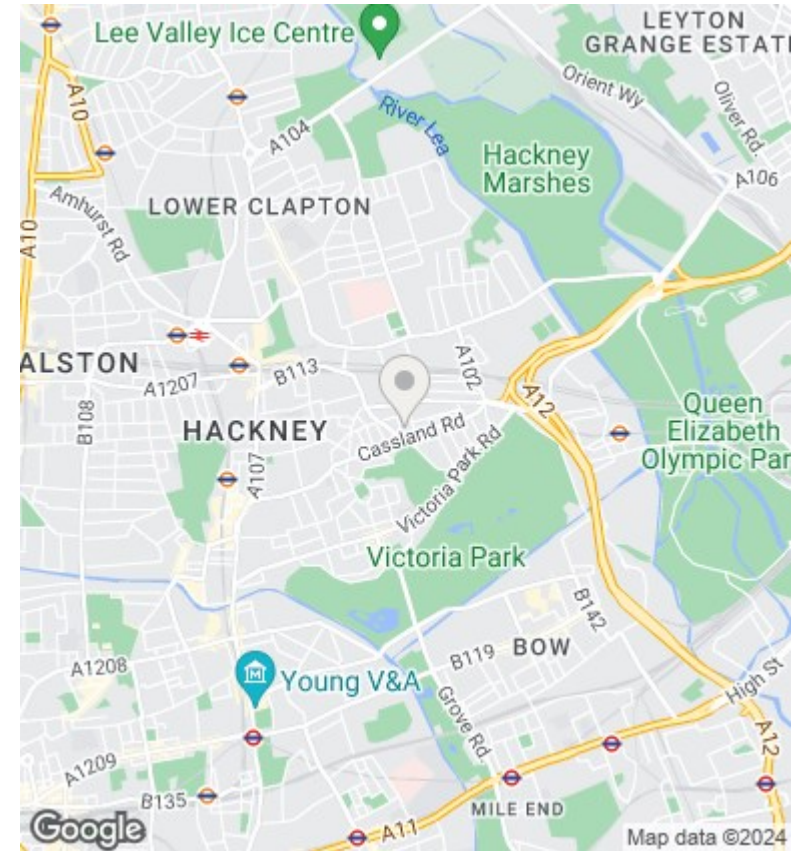 LEYTON
GRANGE ESTATE
Lee Valley Ice Centre
Orient Wy
Oliver Rd.
A10
A104
River Lea
Hackney
Marshes
A106
LOWER CLAPTON
Amhurst Rd
A10
ALSTON
A1207
B113
A102
A12
B108
HACKNEY
Cassland Rd
Queen
Elizabeth
Olympic Par
A107
Victoria Park Rd
Victoria Park
B142
BOW
B119
A1208
Young V&A
Grove Rd.
High St
A12
A1209
B135
MILE END
A11
Google
Map data ©2024